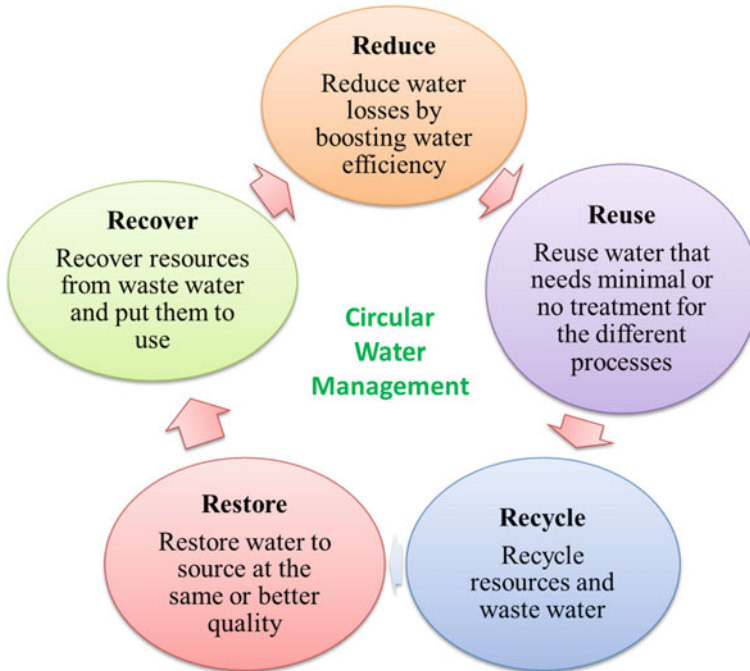 Reduce
Reduce water
losses by
boosting water
efficiency
Reuse
Reuse water that
needs minimal or
no treatment for
the different
processes
Recycle
Recycle
resources and
waste water
Restore
Restore water to
source at the
same or better
quality
Recover
Recover resources
from waste water
and put them to
use
Circular
Water
Management